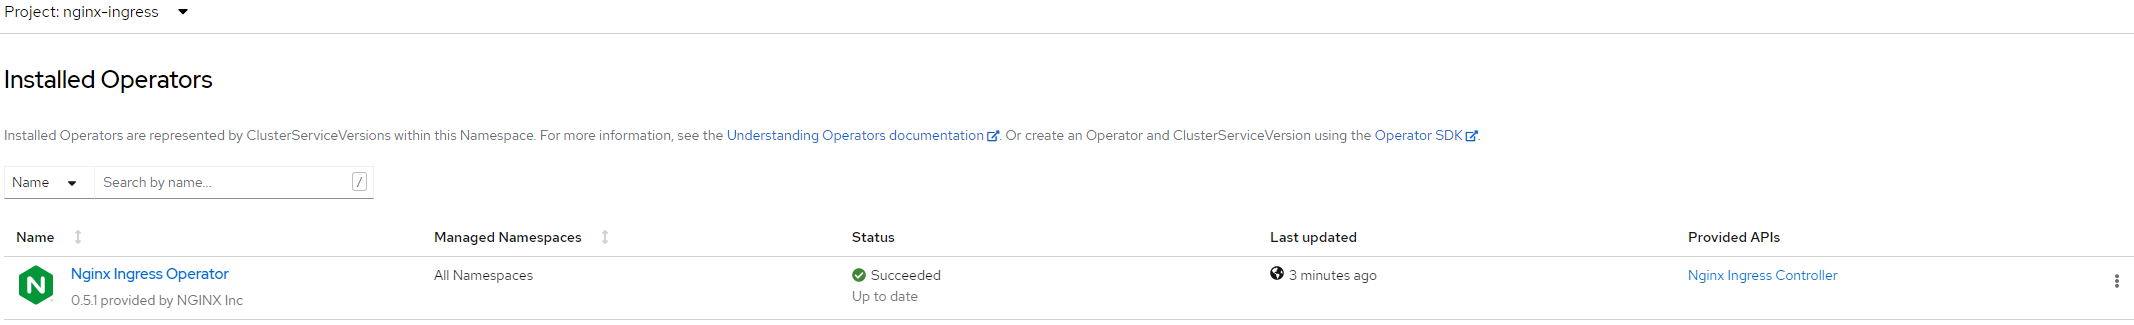 Project: nginx-ingress
Installed Operators
Installed Operators are represented by ClusterServiceVersions within this Namespace. For more information, see the Understanding Operators documentation. Or create an Operator and ClusterServiceVersion using the Operator SDK.
Name Search by name... /
Name Managed Namespaces Status Last updated Provided APIs
N Nginx Ingress Operator All Namespaces Succeeded 3 minutes ago Nginx Ingress Controller
0.5.1 provided by NGINX Inc Up to date